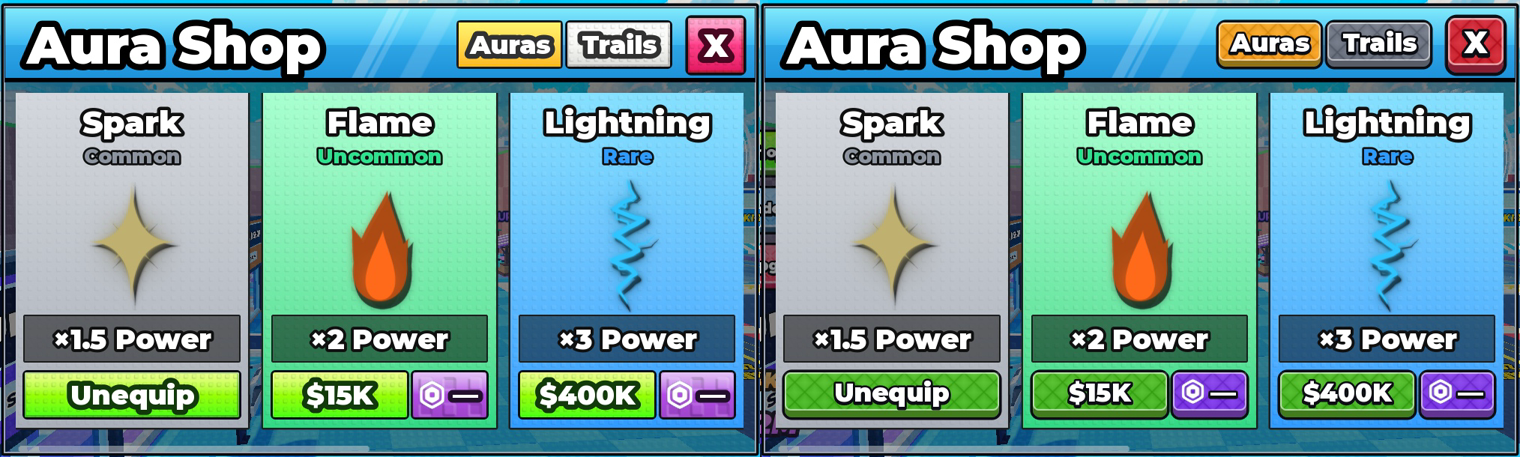 Aura Shop
Auras Trails X
Spark
Common
×1.5 Power
Unequip
Flame
Uncommon
×2 Power
$15K —
Lightning
Rare
×3 Power
$400K —
Aura Shop
Auras Trails X
Spark
Common
×1.5 Power
Unequip
Flame
Uncommon
×2 Power
$15K —
Lightning
Rare
×3 Power
$400K —